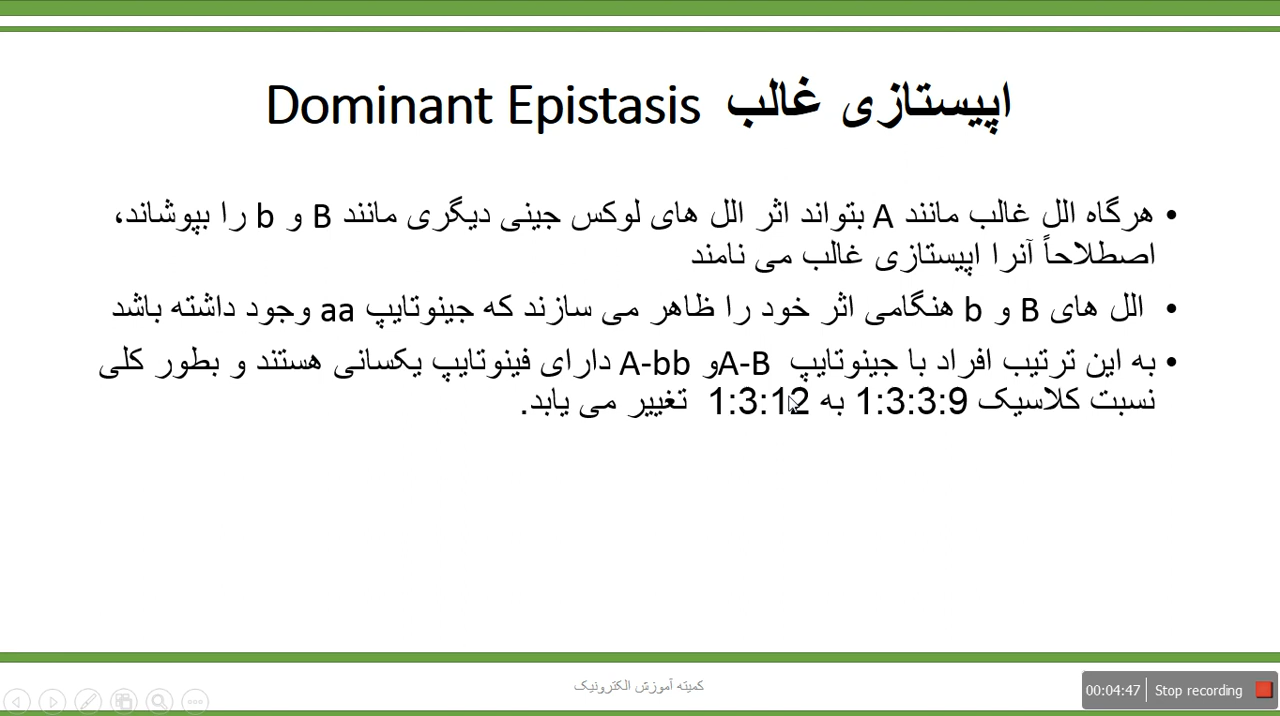 اپیستازی غالب Dominant Epistasis
• هرگاه الل غالب مانند A بتواند اثر الل های لوکس جینی دیگری مانند B و b را بپوشاند،
اصطلاحاً آنرا اپیستازی غالب می نامند
• الل های B و b هنگامی اثر خود را ظاهر می سازند که جینوتایپ aa وجود داشته باشد
• به این ترتیب افراد با جینوتایپ A-B و A-bb دارای فینوتایپ یکسانی هستند و بطور کلی
نسبت کلاسیک 1:3:3:9 به 1:3:12 تغییر می یابد.
کمیته آموزش الکترونیک
00:04:47 Stop recording